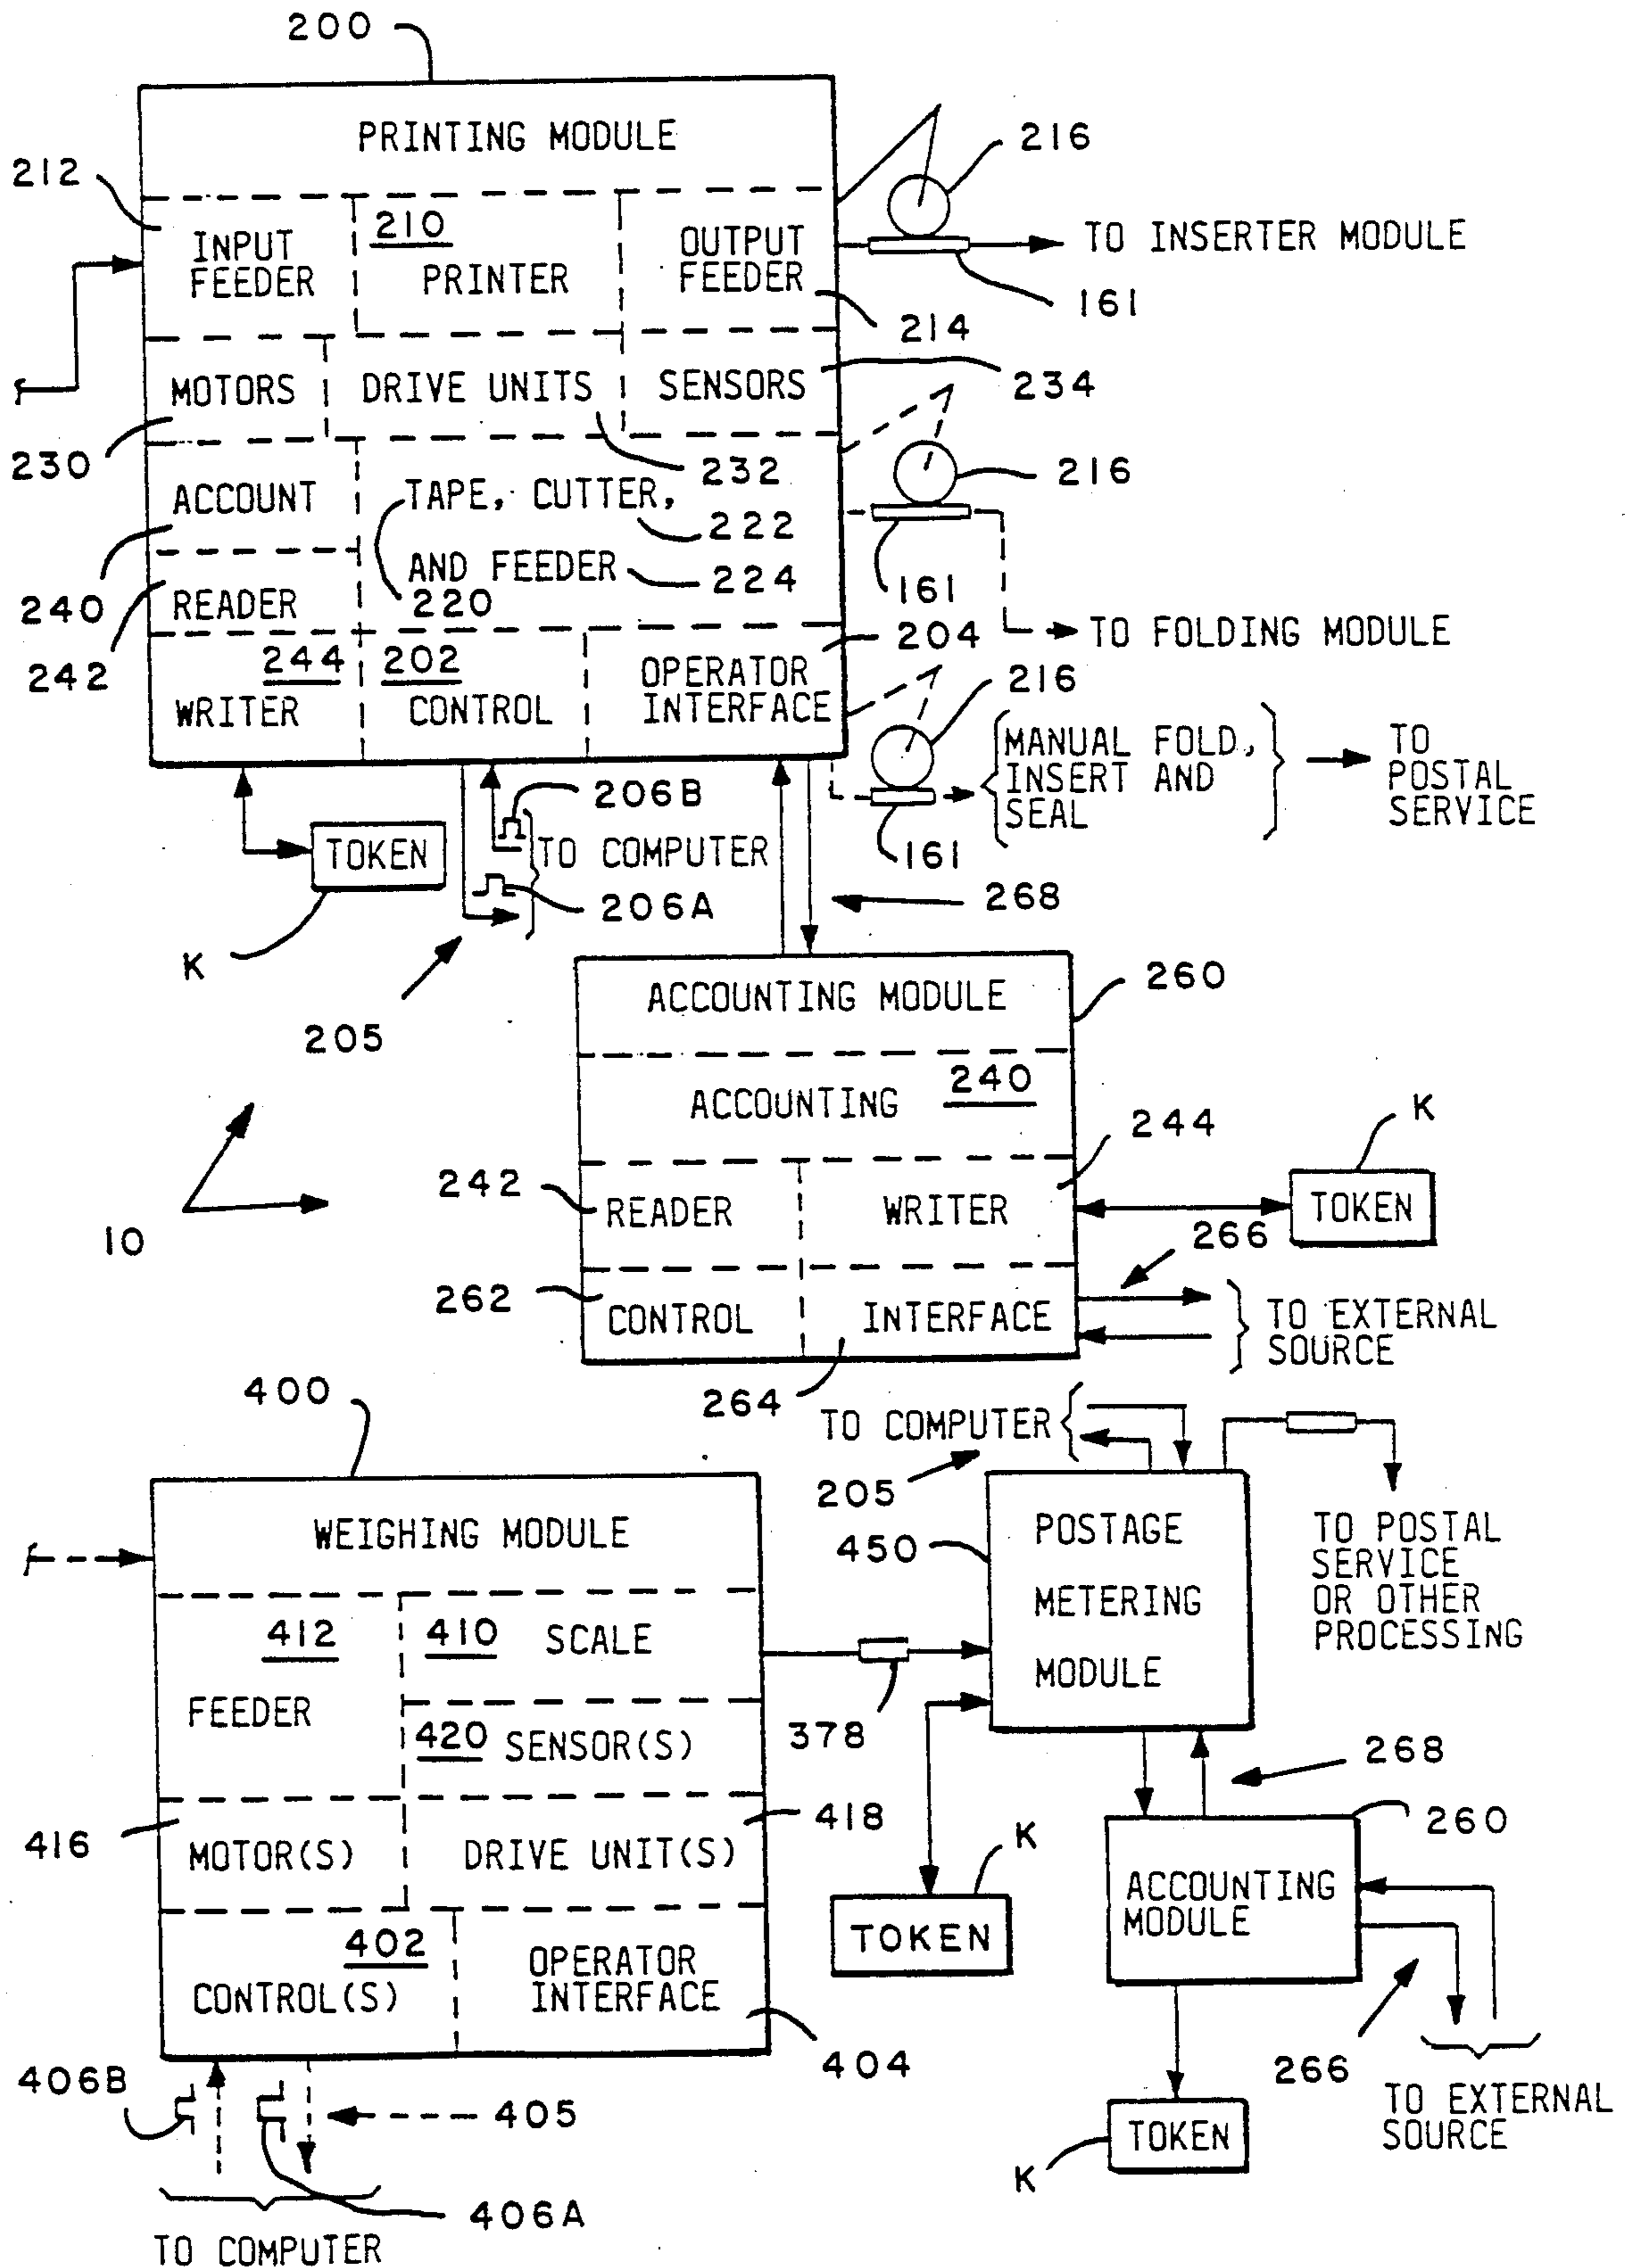 200
PRINTING MODULE
216
212
210
INPUT
FEEDER
PRINTER
OUTPUT
FEEDER
TO INSERTER MODULE
161
214
MOTORS
DRIVE UNITS
SENSORS
234
230
232
216
ACCOUNT
TAPE, CUTTER,
222
AND FEEDER
224
161
240
READER
220
204
TO FOLDING MODULE
242
244
202
OPERATOR
INTERFACE
216
WRITER
CONTROL
MANUAL FOLD,
INSERT AND
SEAL
TO
POSTAL
SERVICE
206B
TOKEN
TO COMPUTER
161
206A
268
K
205
ACCOUNTING MODULE
260
ACCOUNTING
240
K
244
242
READER
WRITER
TOKEN
10
266
262
CONTROL
INTERFACE
TO EXTERNAL
SOURCE
264
400
TO COMPUTER
205
WEIGHING MODULE
450
POSTAGE
METERING
MODULE
TO POSTAL
SERVICE
OR OTHER
PROCESSING
412
410
SCALE
FEEDER
420
SENSOR(S)
378
268
416
418
260
MOTOR(S)
DRIVE UNIT(S)
K
ACCOUNTING
MODULE
TOKEN
402
CONTROL(S)
OPERATOR
INTERFACE
404
266
406B
405
TO EXTERNAL
SOURCE
TOKEN
K
406A
TO COMPUTER